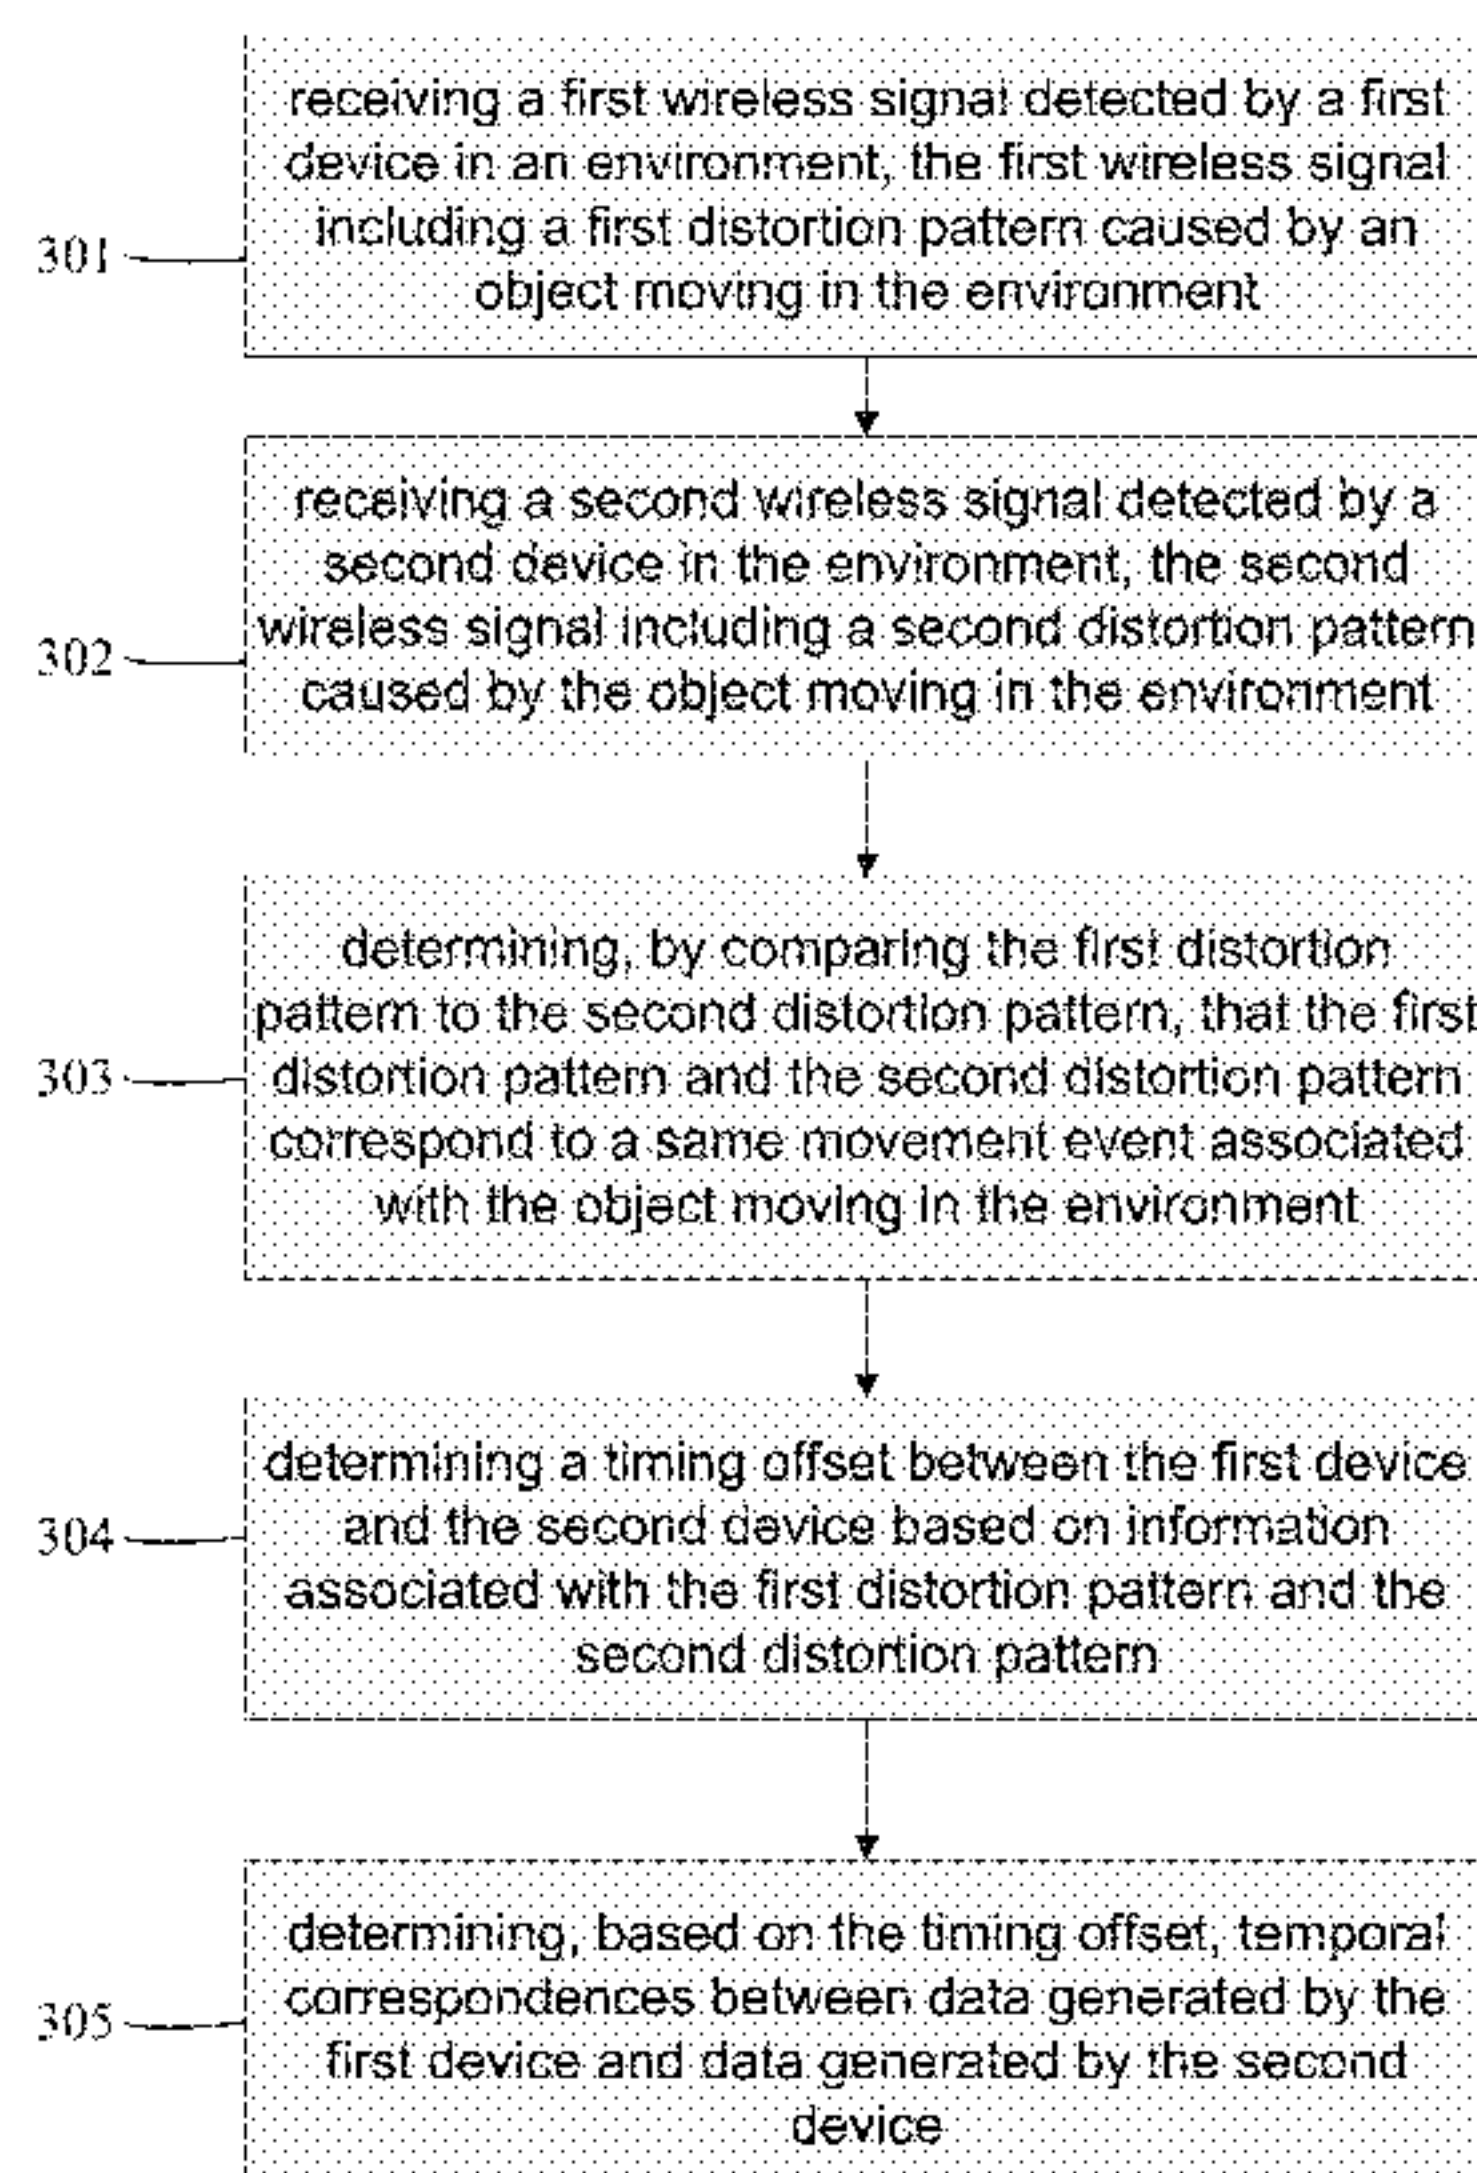 receiving a first wireless signal detected by a first
device in an environment, the first wireless signal
including a first distortion pattern caused by an
object moving in the environment
301
receiving a second wireless signal detected by a
second device in the environment, the second
wireless signal including a second distortion pattern
caused by the object moving in the environment
302
determining, by comparing the first distortion
pattern to the second distortion pattern, that the first
distortion pattern and the second distortion pattern
correspond to a same movement event associated
with the object moving in the environment
303
determining a timing offset between the first device
and the second device based on information
associated with the first distortion pattern and the
second distortion pattern
304
determining, based on the timing offset, temporal
correspondences between data generated by the
first device and data generated by the second
device
305